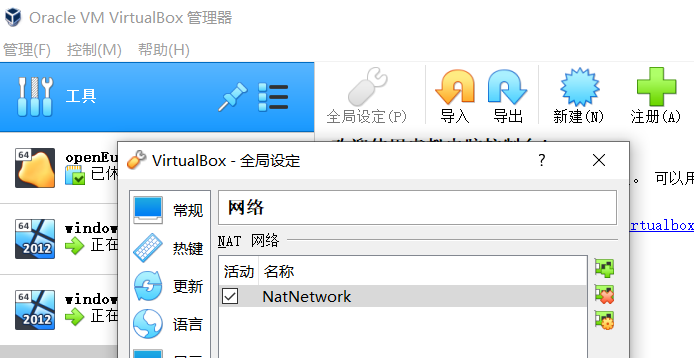 Oracle VM VirtualBox 管理器
管理(F) 控制(M) 帮助(H)
工具
全局设定(P) 导入 导出 新建(N) 注册(A)
64 openEu
已休
VirtualBox - 全局设定 ? ×
。可以用
常规 网络
rtualbox
64 2012 window
正在
热键 NAT 网络
更新 活动 名称
NatNetwork
64 2012 window
正在
语言